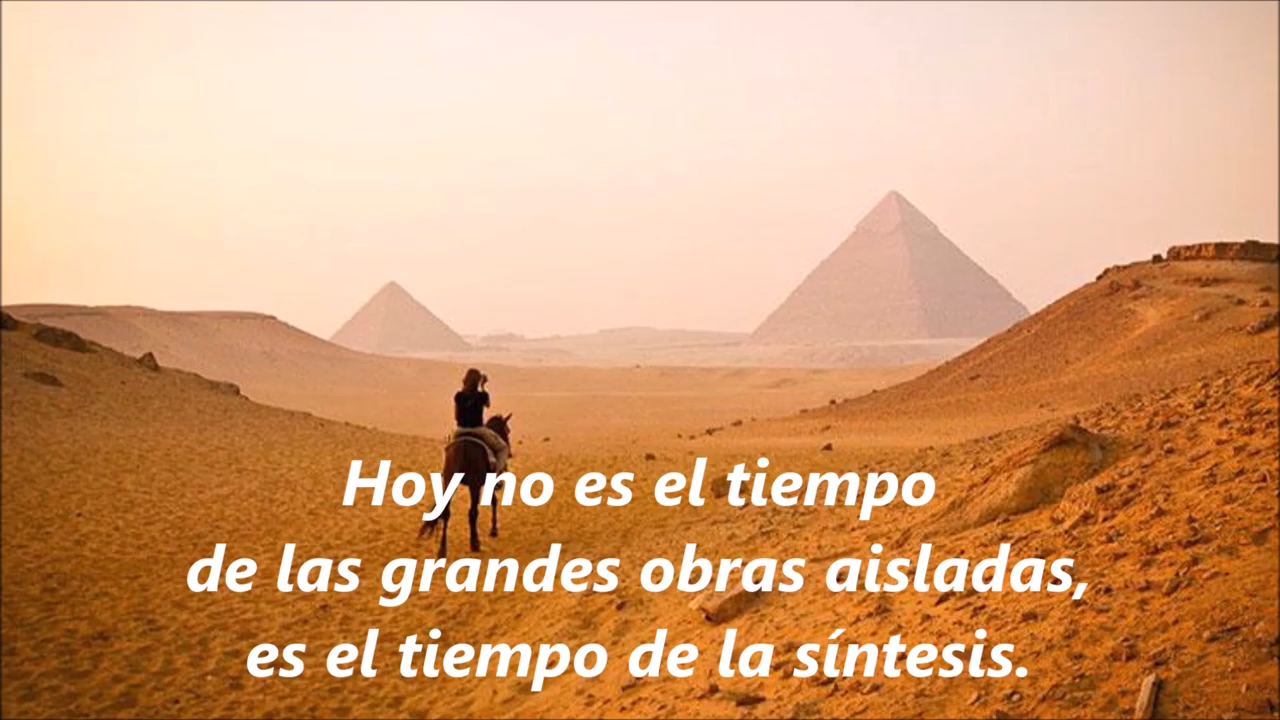 Hoy no es el tiempo
de las grandes obras aisladas,
es el tiempo de la síntesis.